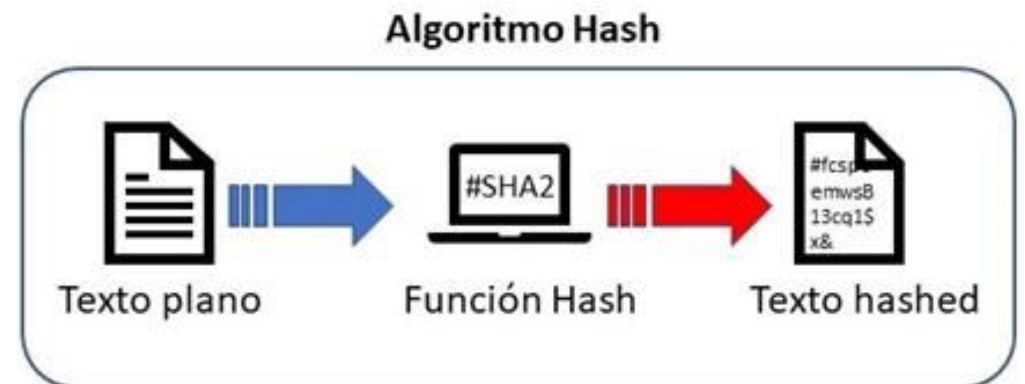 Algoritmo Hash
#SHA2
#fcsp
emwsB
13cq1$
x&
Texto plano
Función Hash
Texto hashed